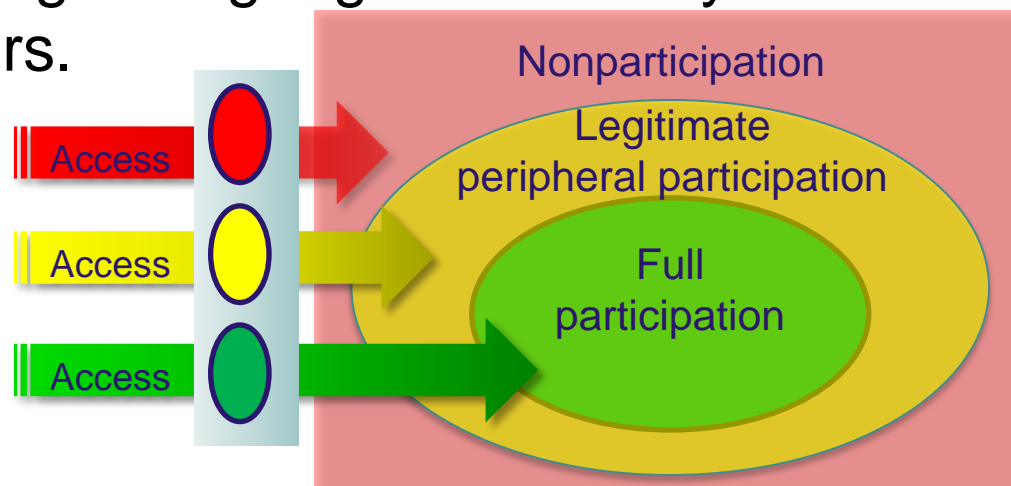 rs.
Nonparticipation
Access
Legitimate
peripheral participation
Access
Full
participation
Access